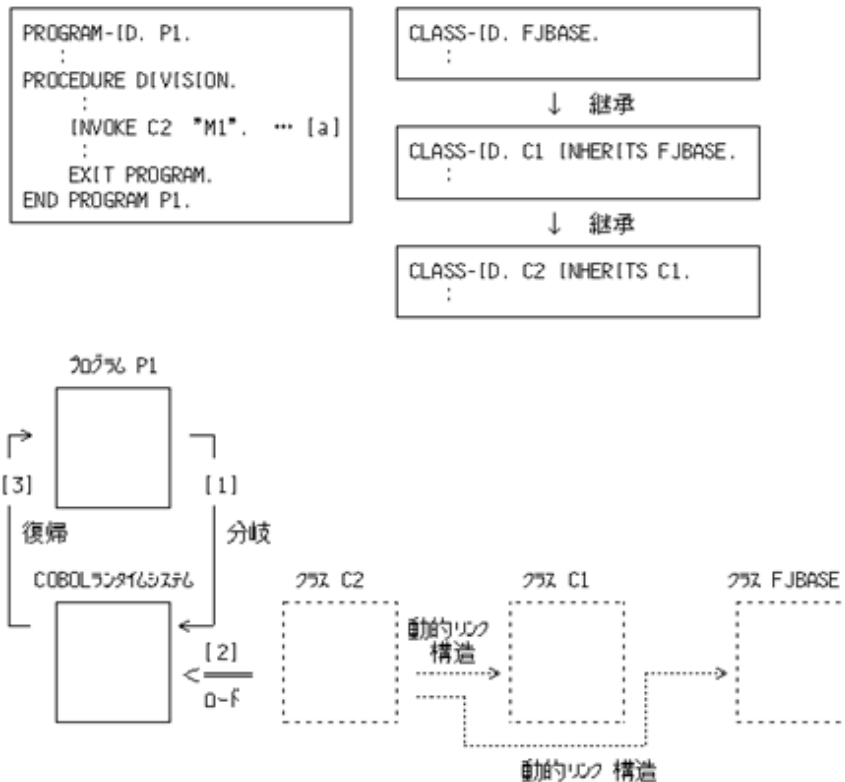 PROGRAM-ID. P1.
:
PROCEDURE DIVISION.
:
INVOKE C2 "M1". … [a]
:
EXIT PROGRAM.
END PROGRAM P1.
CLASS-ID. FJBASE.
:
↓ 継承
CLASS-ID. C1 INHERITS FJBASE.
:
↓ 継承
CLASS-ID. C2 INHERITS C1.
:
プログラム P1
[3]
[1]
復帰
分岐
COBOLランタイムシステム
クラス C2
クラス C1
クラス FJBASE
動的リンク
構造
[2]
ロード
動的リンク 構造